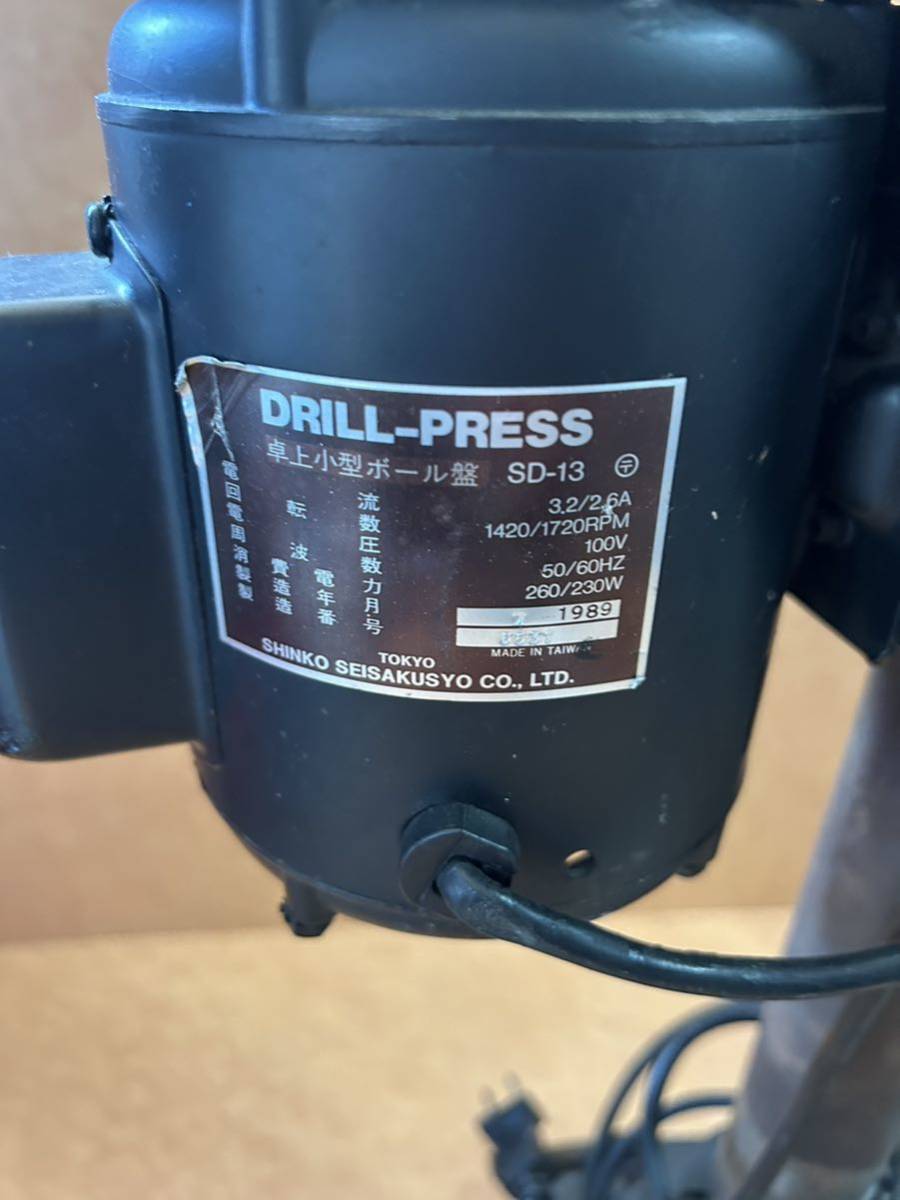 DRILL-PRESS
卓上小型ボール盤 SD-13 〒
電流 3.2/2.6A
回転数 1420/1720RPM
電圧 100V
周波数 50/60HZ
消費電力 260/230W
製造年月 1989
製造番号
MADE IN TAIWAN
TOKYO
SHINKO SEISAKUSYO CO., LTD.